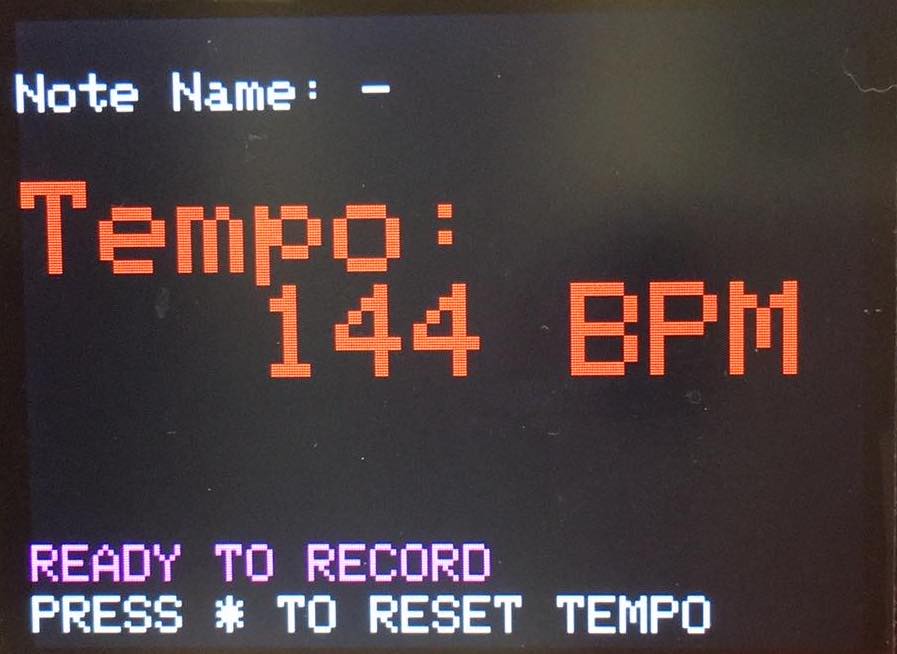 Note Name: -
Tempo:
144 BPM
READY TO RECORD
PRESS * TO RESET TEMPO